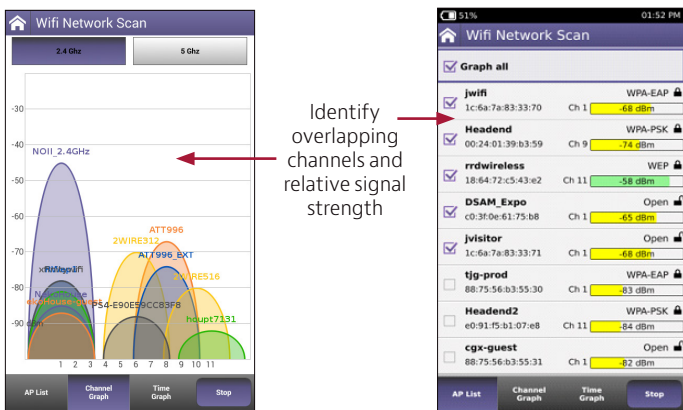 Wifi Network Scan
2.4 Ghz
5 Ghz
-30
-40
NOII_2.4GHz
-50
-60
ATT996
2WIRE312
-70
ATT996_EXT
2WIRE516
-80
PS4-E90E59CC83F8
houpt7131
-90
1 2 3 4 5 6 7 8 9 10 11
AP List
Channel Graph
Time Graph
Stop
Identify
overlapping
channels and
relative signal
strength
51% 01:52 PM
Wifi Network Scan
Graph all
jwifi WPA-EAP
1c:6a:7a:83:33:70 Ch 1 -68 dBm
Headend WPA-PSK
00:24:01:39:b3:59 Ch 9 -74 dBm
rrdwireless WEP
18:64:72:c5:43:e2 Ch 11 -58 dBm
DSAM_Expo Open
c0:3f:0e:61:75:b8 Ch 1 -65 dBm
jvisitor Open
1c:6a:7a:83:33:71 Ch 1 -68 dBm
tjg-prod WPA-EAP
88:75:56:b3:55:30 Ch 1 -83 dBm
Headend2 WPA-PSK
e0:91:f5:b1:07:e8 Ch 11 -84 dBm
cgx-guest Open
88:75:56:b3:55:31 Ch 1 -82 dBm
AP List
Channel Graph
Time Graph
Stop